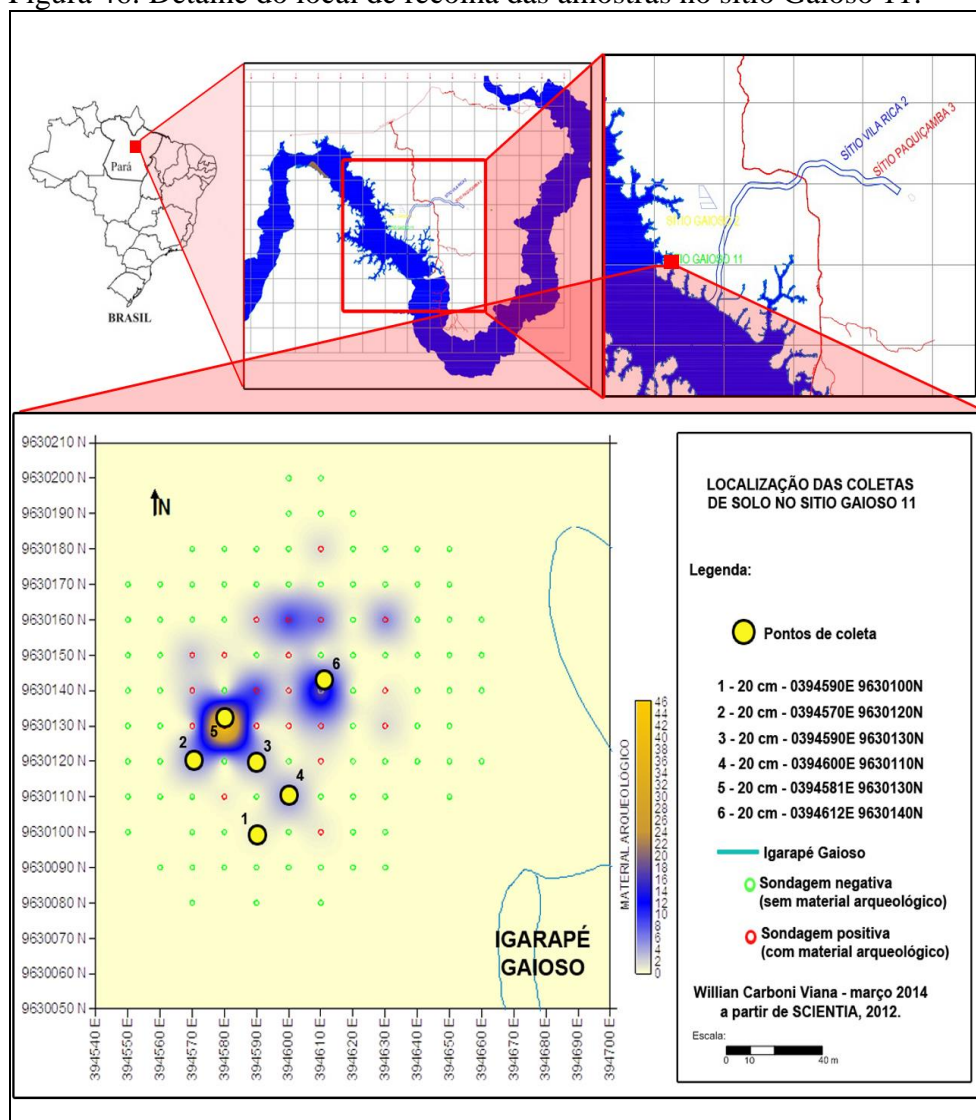 Figura 48. Detalhe do local de recolha das amostras no sítio Gaioso 11.
Pará
BRASIL
SÍTIO VILA RICA 2
SÍTIO PAQUIÇAMBA 3
SÍTIO GAIOSO 11
9630210 N
9630200 N
9630190 N
9630180 N
9630170 N
9630160 N
9630150 N
9630140 N
9630130 N
9630120 N
9630110 N
9630100 N
9630090 N
9630080 N
9630070 N
9630060 N
9630050 N
N
6
5
2
3
4
1
IGARAPÉ
GAIOSO
394540 E
394550 E
394560 E
394570 E
394580 E
394590 E
394600 E
394610 E
394620 E
394630 E
394640 E
394650 E
394660 E
394670 E
394680 E
394690 E
394700 E
MATERIAL ARQUEOLÓGICO
46
44
42
40
38
36
34
32
30
28
26
24
22
20
18
16
14
12
10
8
6
4
2
0
LOCALIZAÇÃO DAS COLETAS
DE SOLO NO SITIO GAIOSO 11
Legenda:
Pontos de coleta
1 - 20 cm - 0394590E 9630100N
2 - 20 cm - 0394570E 9630120N
3 - 20 cm - 0394590E 9630130N
4 - 20 cm - 0394600E 9630110N
5 - 20 cm - 0394581E 9630130N
6 - 20 cm - 0394612E 9630140N
Igarapé Gaioso
Sondagem negativa
(sem material arqueológico)
Sondagem positiva
(com material arqueológico)
Willian Carboni Viana - março 2014
a partir de SCIENTIA, 2012.
Escala:
0 10 40 m